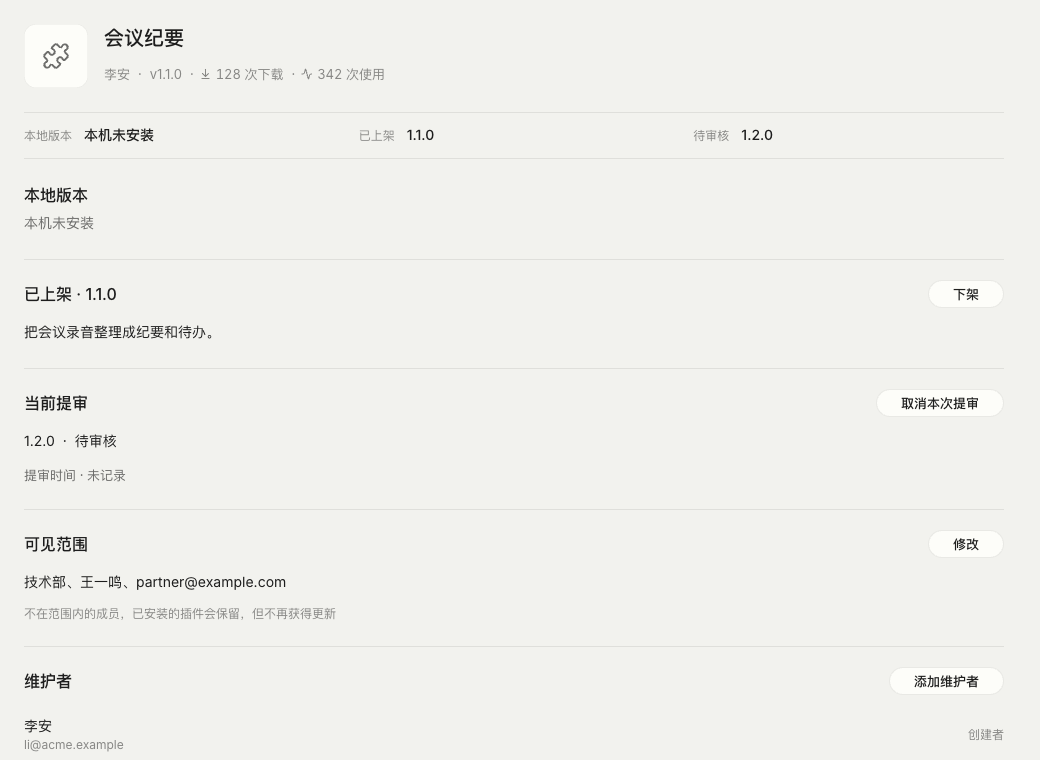 会议纪要
李安 · v1.1.0 · 128 次下载 · 342 次使用
本地版本 本机未安装 已上架 1.1.0 待审核 1.2.0
本地版本
本机未安装
已上架 · 1.1.0 下架
把会议录音整理成纪要和待办。
当前提审 取消本次提审
1.2.0 · 待审核
提审时间 · 未记录
可见范围 修改
技术部、王一鸣、partner@example.com
不在范围内的成员，已安装的插件会保留，但不再获得更新
维护者 添加维护者
李安
li@acme.example 创建者